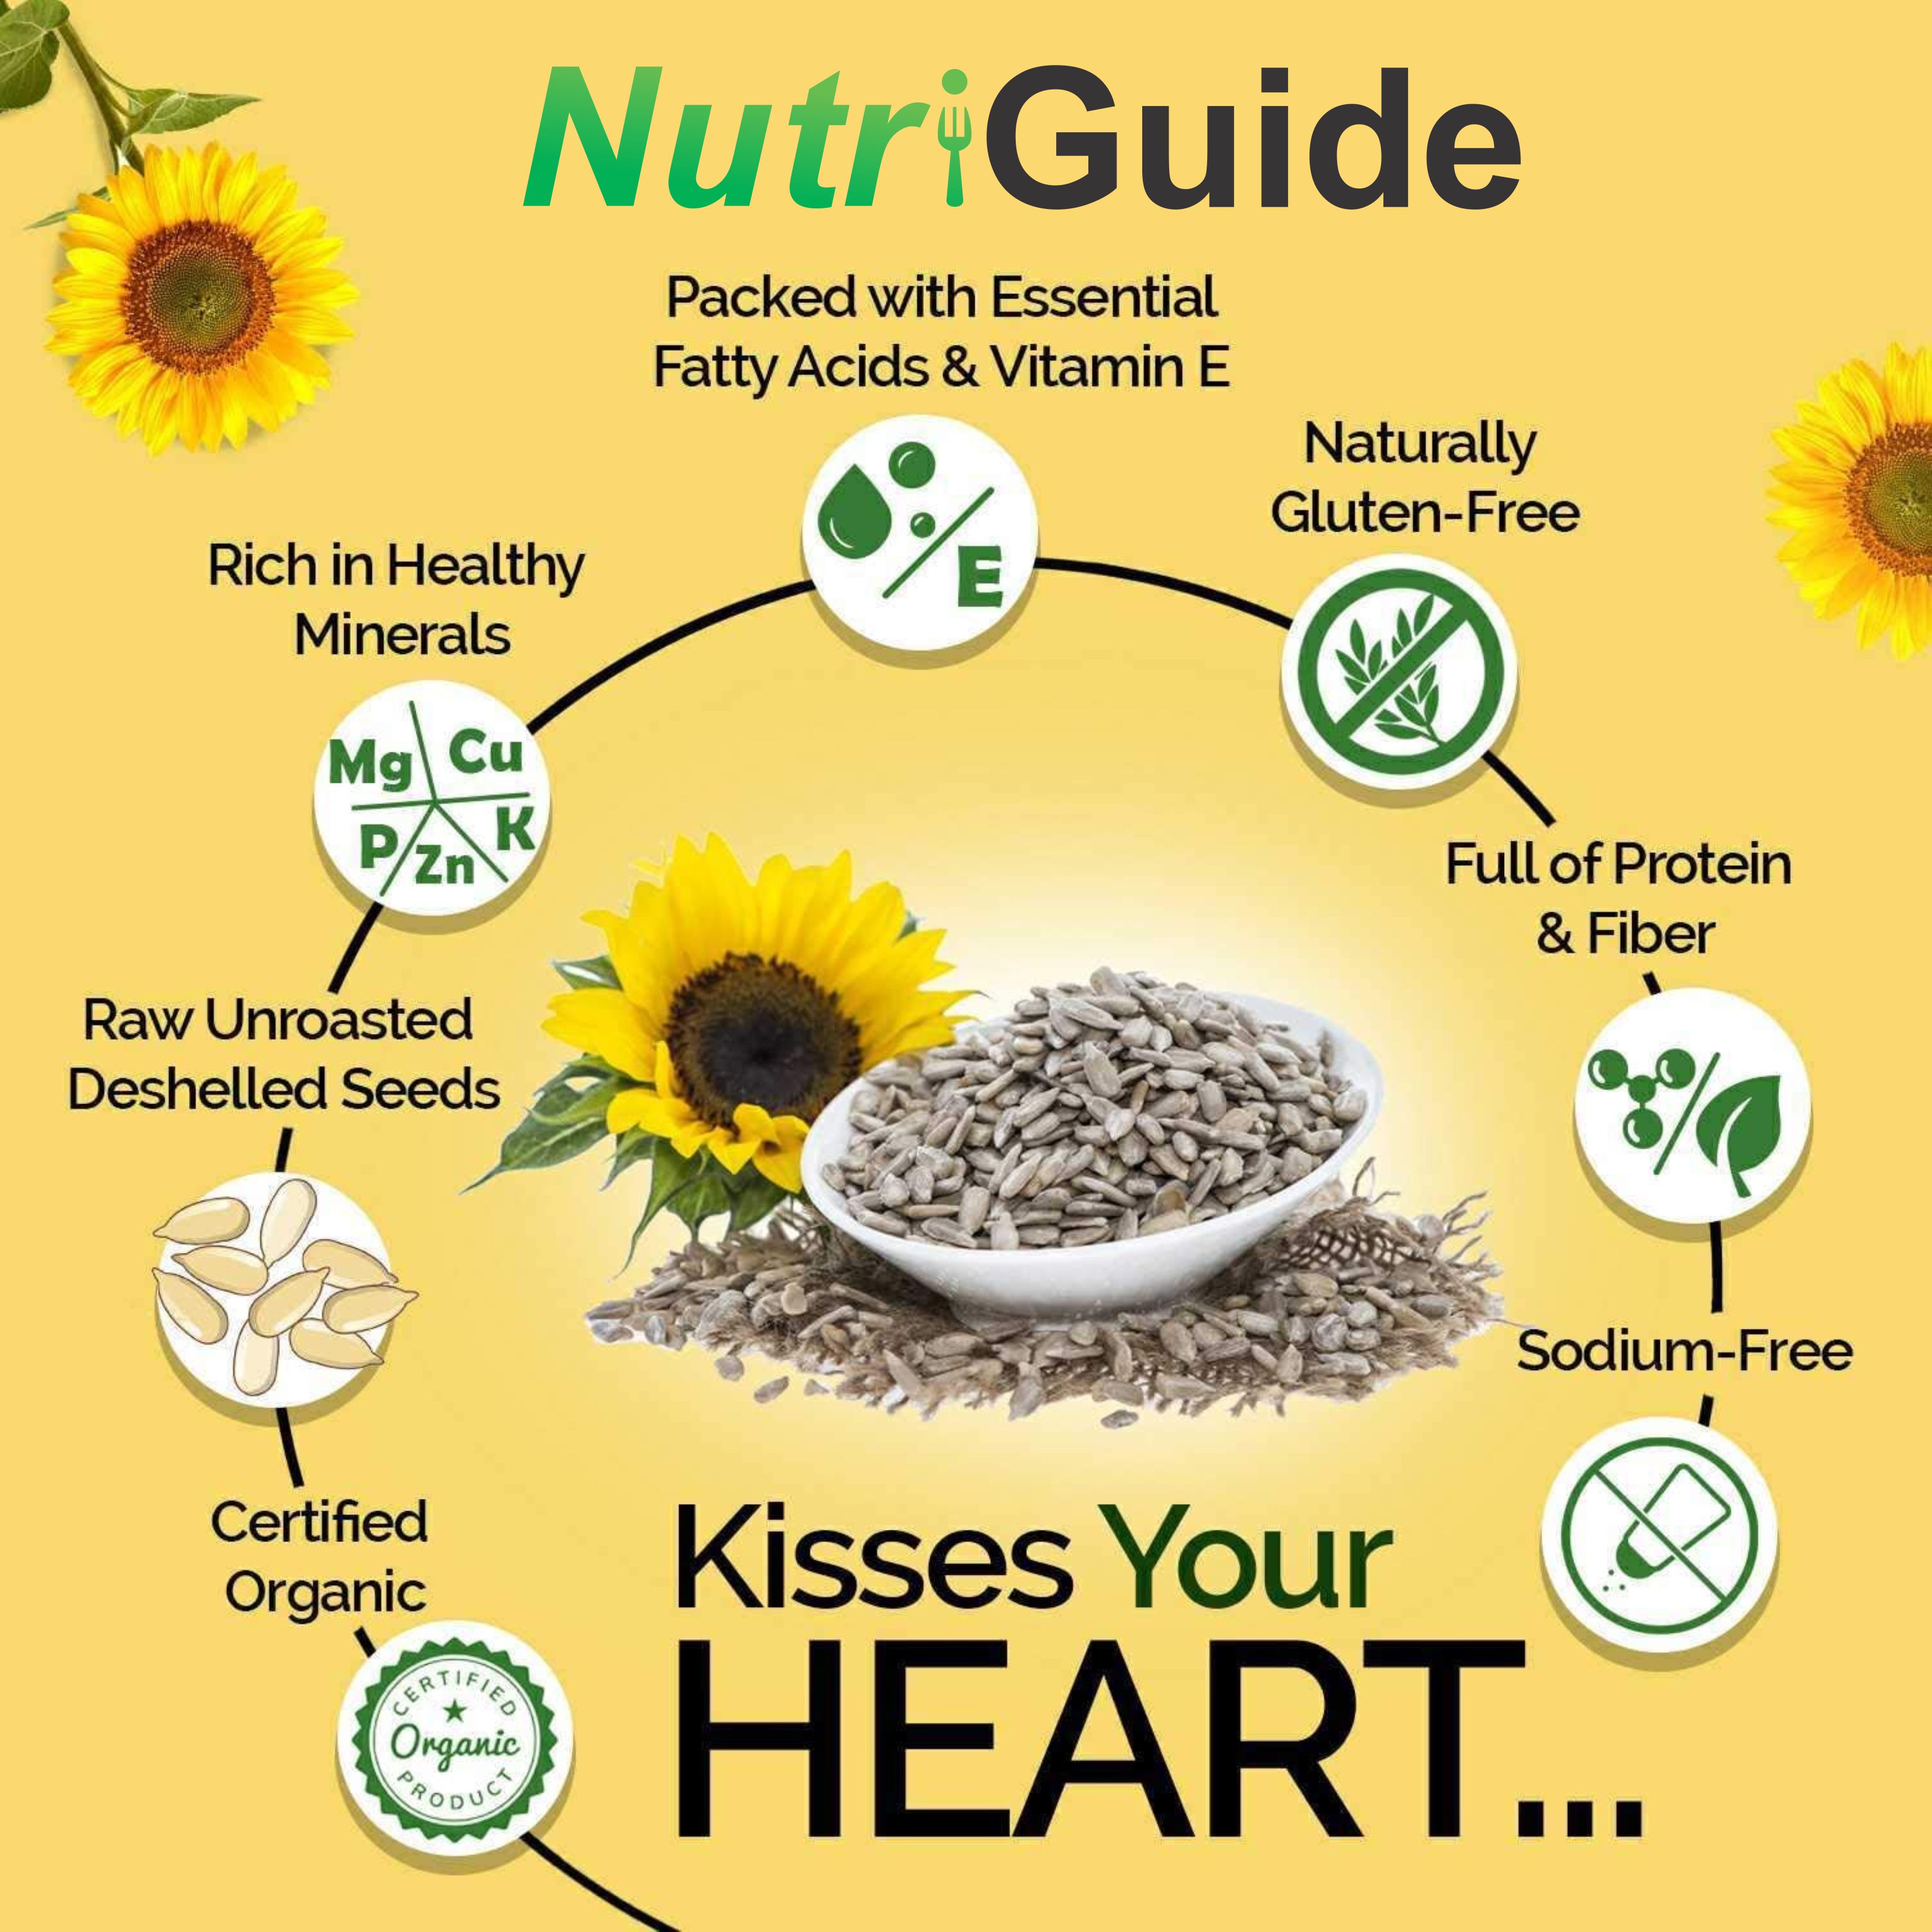 NutriGuide
Packed with Essential
Fatty Acids & Vitamin E
E
Naturally
Gluten-Free
Rich in Healthy
Minerals
Mg Cu
P Zn K
Full of Protein
& Fiber
Raw Unroasted
Deshelled Seeds
Sodium-Free
Certified
Organic
CERTIFIED
Organic
PRODUCT
Kisses Your
HEART...